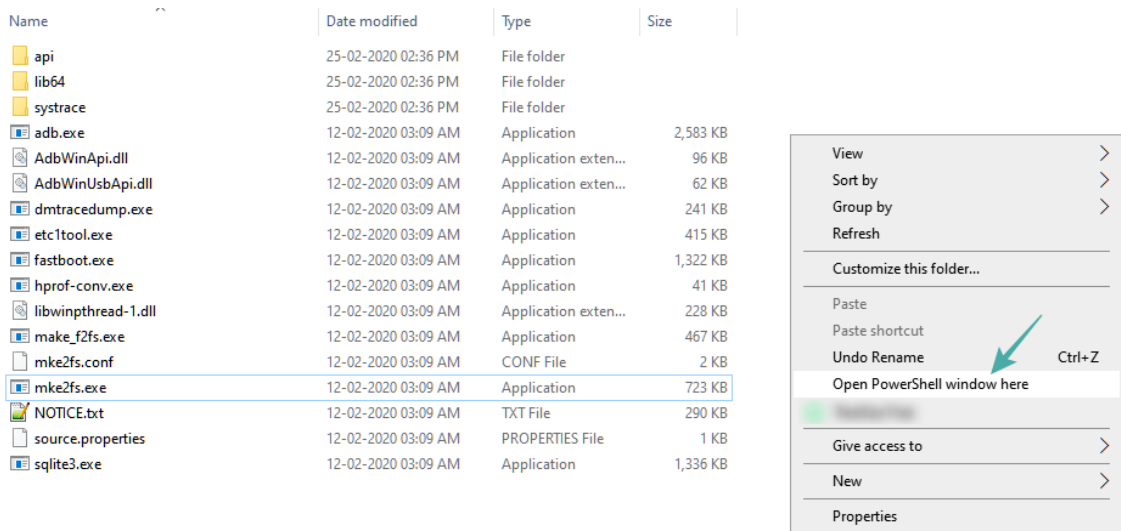 Name Date modified Type Size
api 25-02-2020 02:36 PM File folder
lib64 25-02-2020 02:36 PM File folder
systrace 25-02-2020 02:36 PM File folder
adb.exe 12-02-2020 03:09 AM Application 2,583 KB
AdbWinApi.dll 12-02-2020 03:09 AM Application exten... 96 KB
AdbWinUsbApi.dll 12-02-2020 03:09 AM Application exten... 62 KB
dmtracedump.exe 12-02-2020 03:09 AM Application 241 KB
etc1tool.exe 12-02-2020 03:09 AM Application 415 KB
fastboot.exe 12-02-2020 03:09 AM Application 1,322 KB
hprof-conv.exe 12-02-2020 03:09 AM Application 41 KB
libwinpthread-1.dll 12-02-2020 03:09 AM Application exten... 228 KB
make_f2fs.exe 12-02-2020 03:09 AM Application 467 KB
mke2fs.conf 12-02-2020 03:09 AM CONF File 2 KB
mke2fs.exe 12-02-2020 03:09 AM Application 723 KB
NOTICE.txt 12-02-2020 03:09 AM TXT File 290 KB
source.properties 12-02-2020 03:09 AM PROPERTIES File 1 KB
sqlite3.exe 12-02-2020 03:09 AM Application 1,336 KB
View
Sort by
Group by
Refresh
Customize this folder...
Paste
Paste shortcut
Undo Rename Ctrl+Z
Open PowerShell window here
Give access to
New
Properties